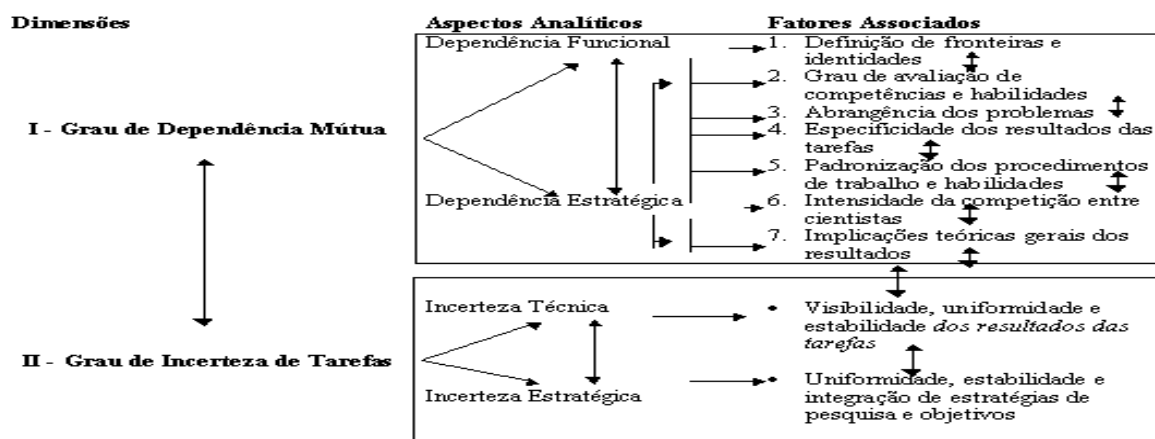 Dimensões Aspectos Analíticos Fatores Associados
Dependência Funcional
1. Definição de fronteiras e
identidades
2. Grau de avaliação de
competências e habilidades
I - Grau de Dependência Mútua
3. Abrangência dos problemas
4. Especificidade dos resultados das
tarefas
5. Padronização dos procedimentos
de trabalho e habilidades
Dependência Estratégica
6. Intensidade da competição entre
cientistas
7. Implicações teóricas gerais dos
resultados
Incerteza Técnica
• Visibilidade, uniformidade e
estabilidade dos resultados das
tarefas
II - Grau de Incerteza de Tarefas
Incerteza Estratégica
• Uniformidade, estabilidade e
integração de estratégias de
pesquisa e objetivos